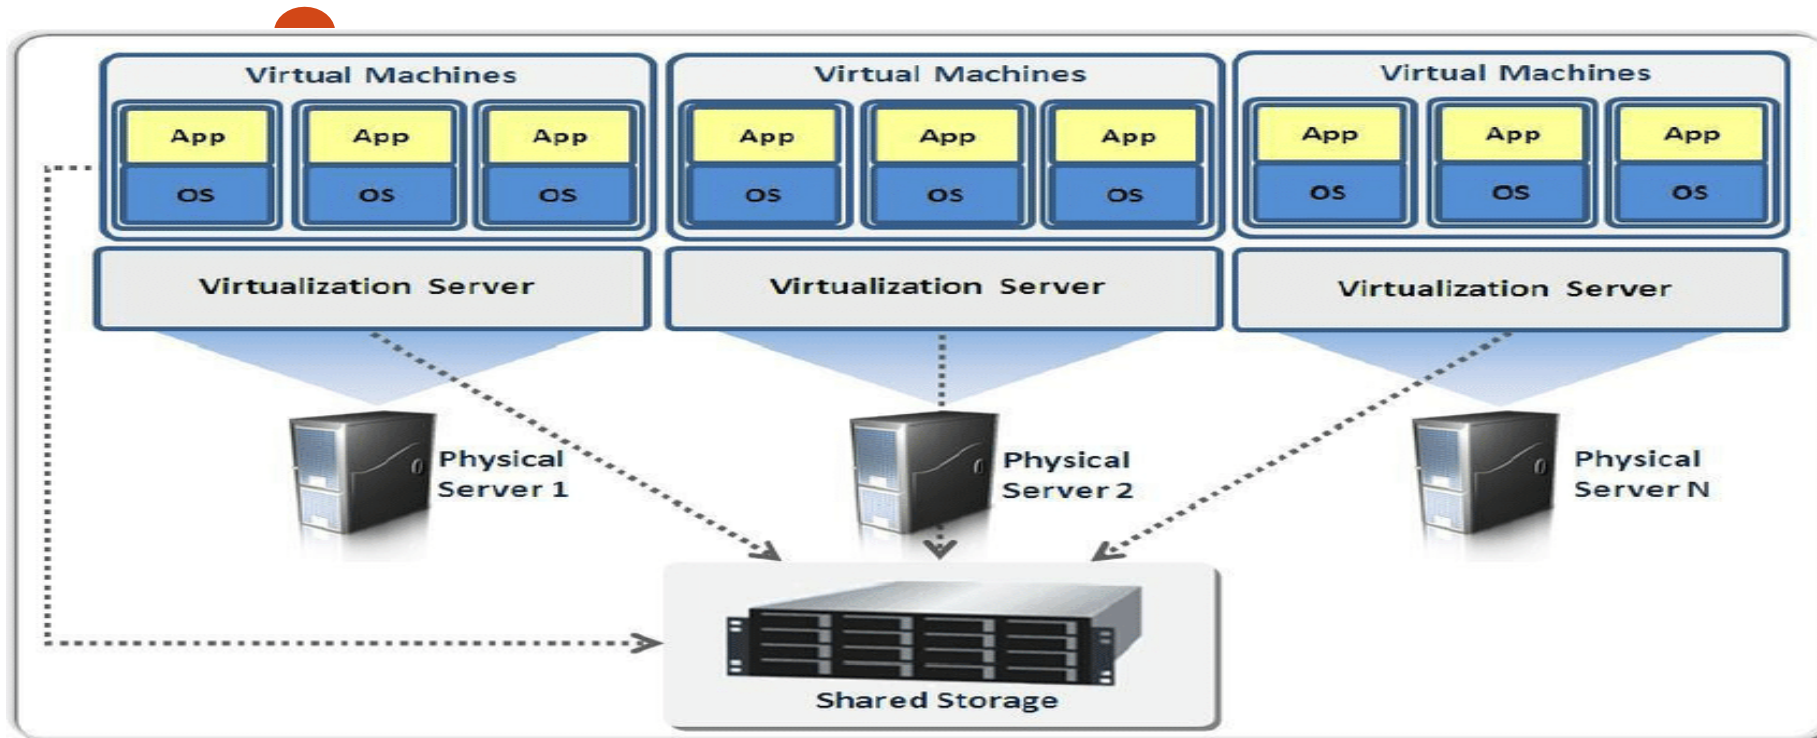 Virtual Machines
Virtual Machines
Virtual Machines
App App App
App App App
App App App
OS OS OS
OS OS OS
OS OS OS
Virtualization Server
Virtualization Server
Virtualization Server
Physical
Server 1
Physical
Server 2
Physical
Server N
Shared Storage